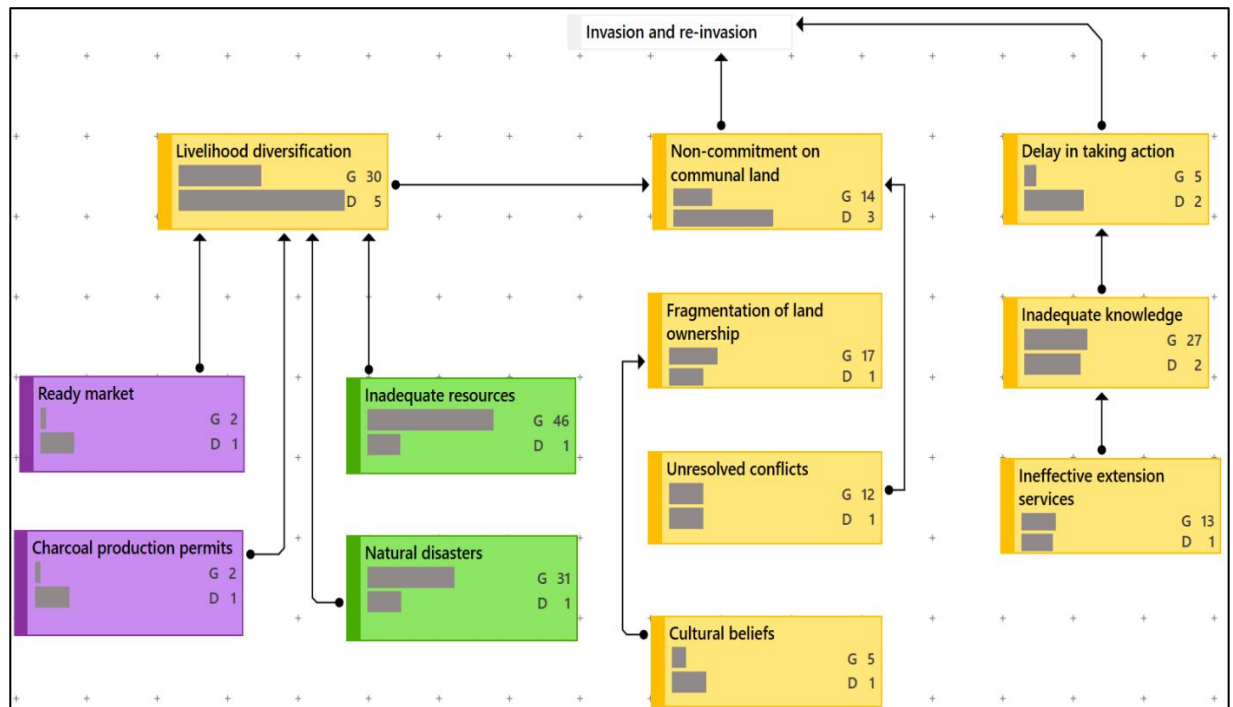 Invasion and re-invasion
Livelihood diversification
G 30
D 5
Non-commitment on
communal land
G 14
D 3
Delay in taking action
G 5
D 2
Fragmentation of land
ownership
G 17
D 1
Inadequate knowledge
G 27
D 2
Ready market
G 2
D 1
Inadequate resources
G 46
D 1
Unresolved conflicts
G 12
D 1
Ineffective extension
services
G 13
D 1
Charcoal production permits
G 2
D 1
Natural disasters
G 31
D 1
Cultural beliefs
G 5
D 1